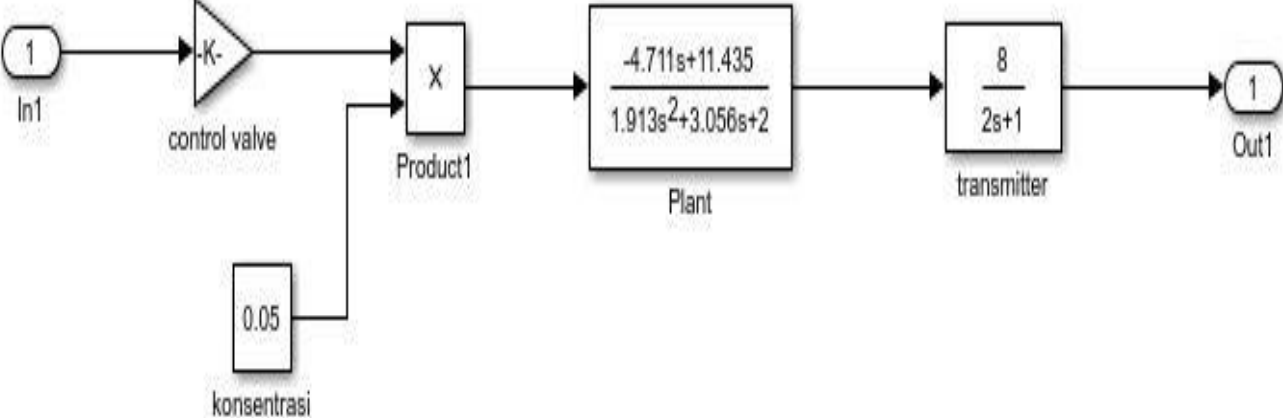 1
In1
-K-
control valve
X
Product1
0.05
konsentrasi
-4.711s+11.435
1.913s²+3.056s+2
Plant
8
2s+1
transmitter
1
Out1